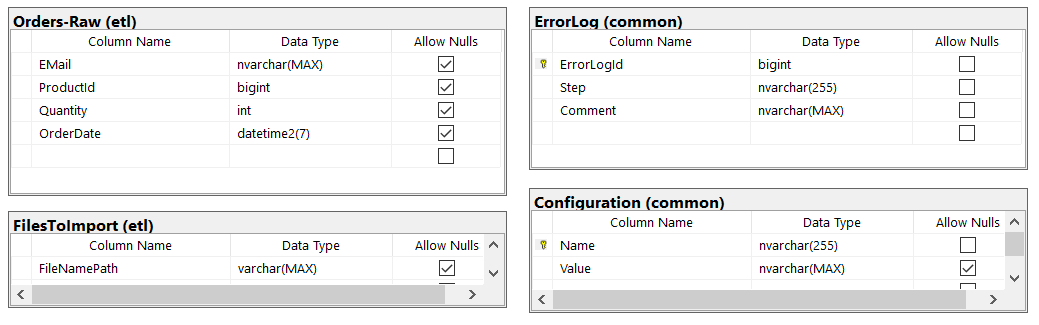 Orders-Raw (etl)
Column Name Data Type Allow Nulls
EMail nvarchar(MAX)
ProductId bigint
Quantity int
OrderDate datetime2(7)
FilesToImport (etl)
Column Name Data Type Allow Nulls
FileNamePath varchar(MAX)
ErrorLog (common)
Column Name Data Type Allow Nulls
ErrorLogId bigint
Step nvarchar(255)
Comment nvarchar(MAX)
Configuration (common)
Column Name Data Type Allow Nulls
Name nvarchar(255)
Value nvarchar(MAX)